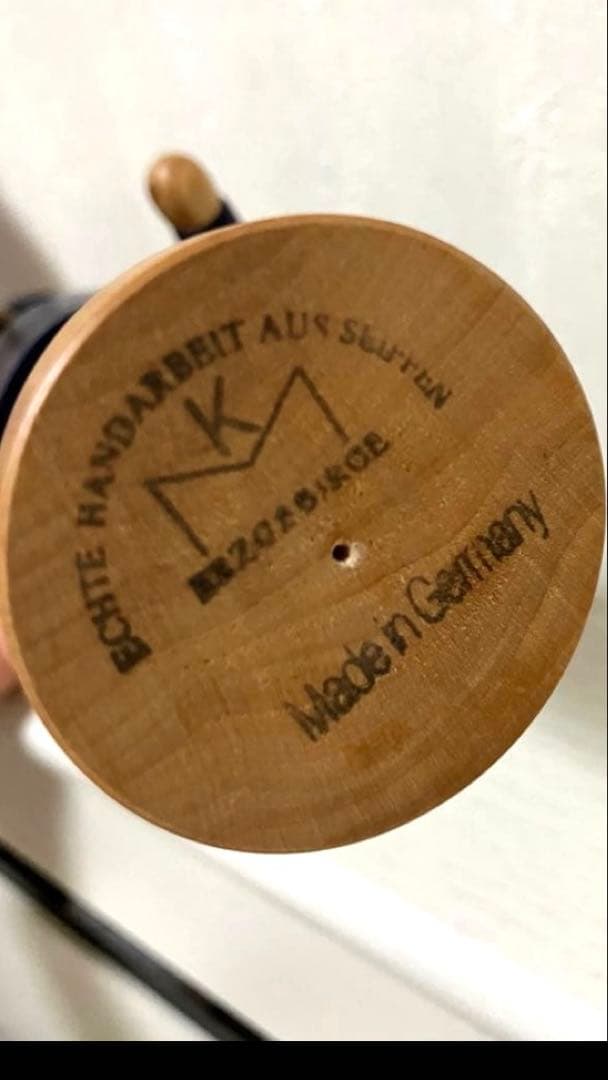 ECHTE HANDARBEIT AUS SEIFFEN
K
ERZGEBIRGE
Made in Germany